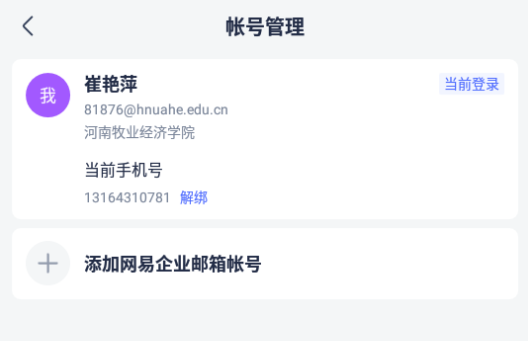 帐号管理
我
崔艳萍
当前登录
81876@hnuahe.edu.cn
河南牧业经济学院
当前手机号
13164310781 解绑
添加网易企业邮箱帐号